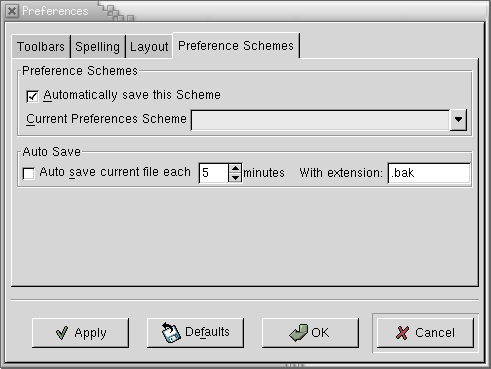 Preferences
Toolbars Spelling Layout Preference Schemes
Preference Schemes
Automatically save this Scheme
Current Preferences Scheme
Auto Save
Auto save current file each 5 minutes With extension: .bak
Apply Defaults OK Cancel